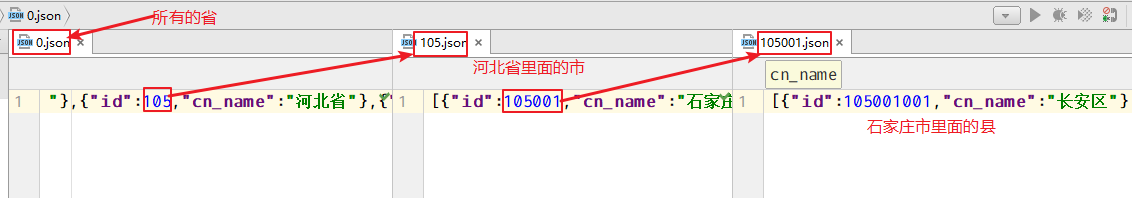 0.json
所有的省
0.json
105.json
105001.json
河北省里面的市
cn_name
1 "},{"id":105,"cn_name":"河北省"},{
1 [{"id":105001,"cn_name":"石家庄
1 [{"id":105001001,"cn_name":"长安区"}
石家庄市里面的县